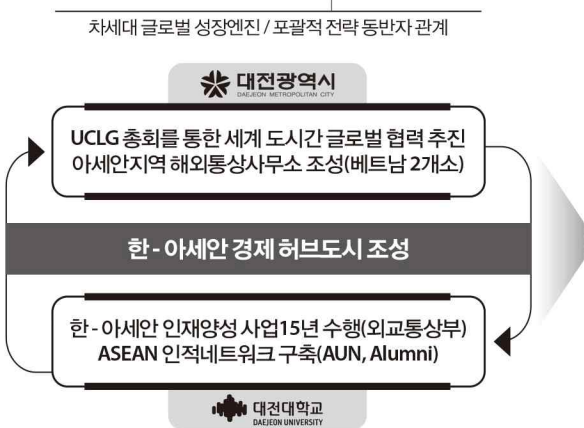 차세대 글로벌 성장엔진 / 포괄적 전략 동반자 관계
대전광역시
DAEJEON METROPOLITAN CITY
UCLG 총회를 통한 세계 도시간 글로벌 협력 추진
아세안지역 해외통상사무소 조성(베트남 2개소)
한 - 아세안 경제 허브도시 조성
한 - 아세안 인재양성 사업15년 수행(외교통상부)
ASEAN 인적네트워크 구축(AUN, Alumni)
대전대학교
DAEJEON UNIVERSITY